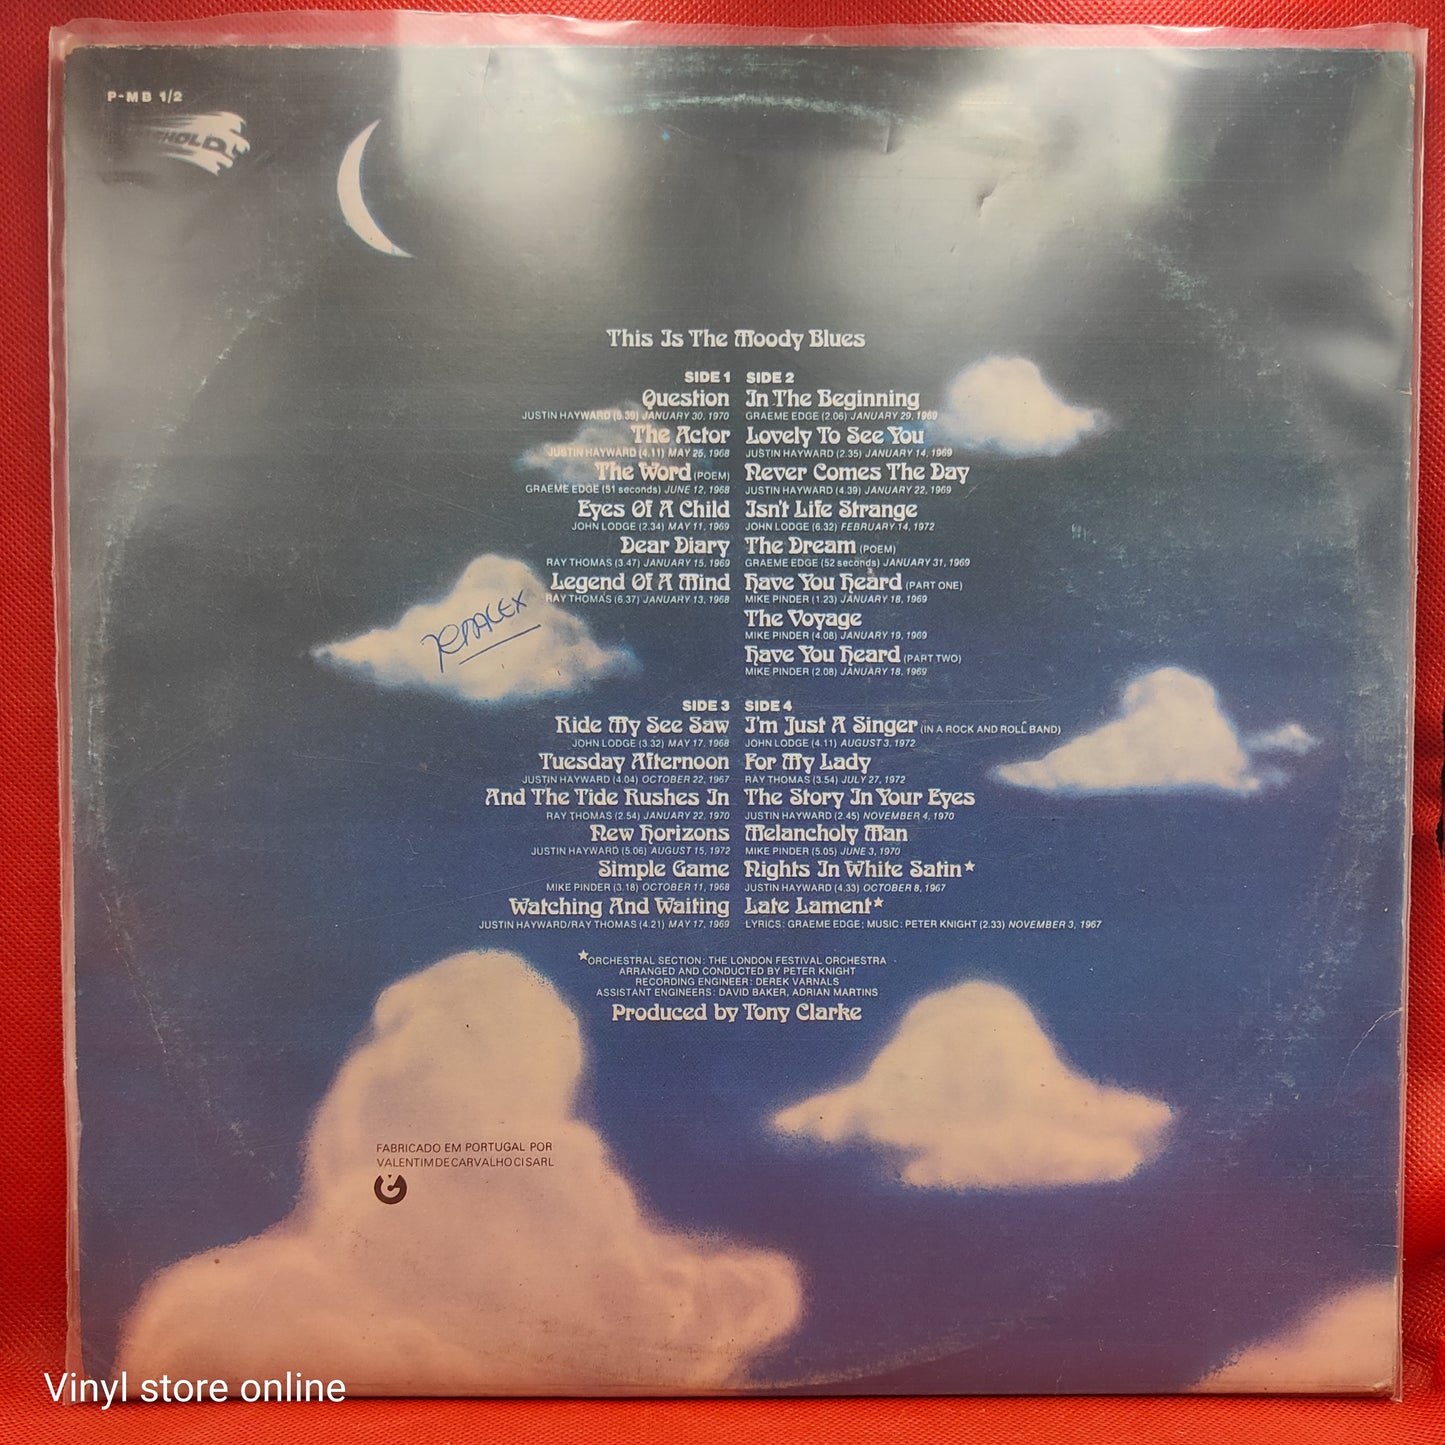 P-MB 1/2
This Is The Moody Blues
SIDE 1
Question
JUSTIN HAYWARD (5.39) JANUARY 30, 1970
The Actor
JUSTIN HAYWARD (4.11) MAY 25, 1968
The Word (POEM)
GRAEME EDGE (51 seconds) JUNE 12, 1968
Eyes Of A Child
JOHN LODGE (2.34) MAY 11, 1969
Dear Diary
RAY THOMAS (3.47) JANUARY 15, 1969
Legend Of A Mind
RAY THOMAS (6.37) JANUARY 13, 1968
SIDE 2
In The Beginning
GRAEME EDGE (2.06) JANUARY 29, 1969
Lovely To See You
JUSTIN HAYWARD (2.35) JANUARY 14, 1969
Never Comes The Day
JUSTIN HAYWARD (4.39) JANUARY 22, 1969
Isn't Life Strange
JOHN LODGE (6.32) FEBRUARY 14, 1972
The Dream (POEM)
GRAEME EDGE (52 seconds) JANUARY 31, 1969
Have You Heard (PART ONE)
MIKE PINDER (1.23) JANUARY 18, 1969
The Voyage
MIKE PINDER (4.08) JANUARY 19, 1969
Have You Heard (PART TWO)
MIKE PINDER (2.08) JANUARY 18, 1969
SIDE 3
Ride My See Saw
JOHN LODGE (3.32) MAY 17, 1968
Tuesday Afternoon
JUSTIN HAYWARD (4.04) OCTOBER 22, 1967
And The Tide Rushes In
RAY THOMAS (2.54) JANUARY 22, 1970
New Horizons
JUSTIN HAYWARD (5.06) AUGUST 15, 1972
Simple Game
MIKE PINDER (3.18) OCTOBER 11, 1968
Watching And Waiting
JUSTIN HAYWARD/RAY THOMAS (4.21) MAY 17, 1969
SIDE 4
I'm Just A Singer (IN A ROCK AND ROLL BAND)
JOHN LODGE (4.11) AUGUST 3, 1972
For My Lady
RAY THOMAS (3.54) JULY 27, 1972
The Story In Your Eyes
JUSTIN HAYWARD (2.45) NOVEMBER 4, 1970
Melancholy Man
MIKE PINDER (5.05) JUNE 3, 1970
Nights In White Satin★
JUSTIN HAYWARD (4.33) OCTOBER 8, 1967
Late Lament★
LYRICS: GRAEME EDGE; MUSIC: PETER KNIGHT (2.33) NOVEMBER 3, 1967
★ORCHESTRAL SECTION: THE LONDON FESTIVAL ORCHESTRA
ARRANGED AND CONDUCTED BY PETER KNIGHT
RECORDING ENGINEER: DEREK VARNALS
ASSISTANT ENGINEERS: DAVID BAKER, ADRIAN MARTINS
Produced by Tony Clarke
FABRICADO EM PORTUGAL POR
VALENTIM DE CARVALHO CI SARL
Vinyl store online